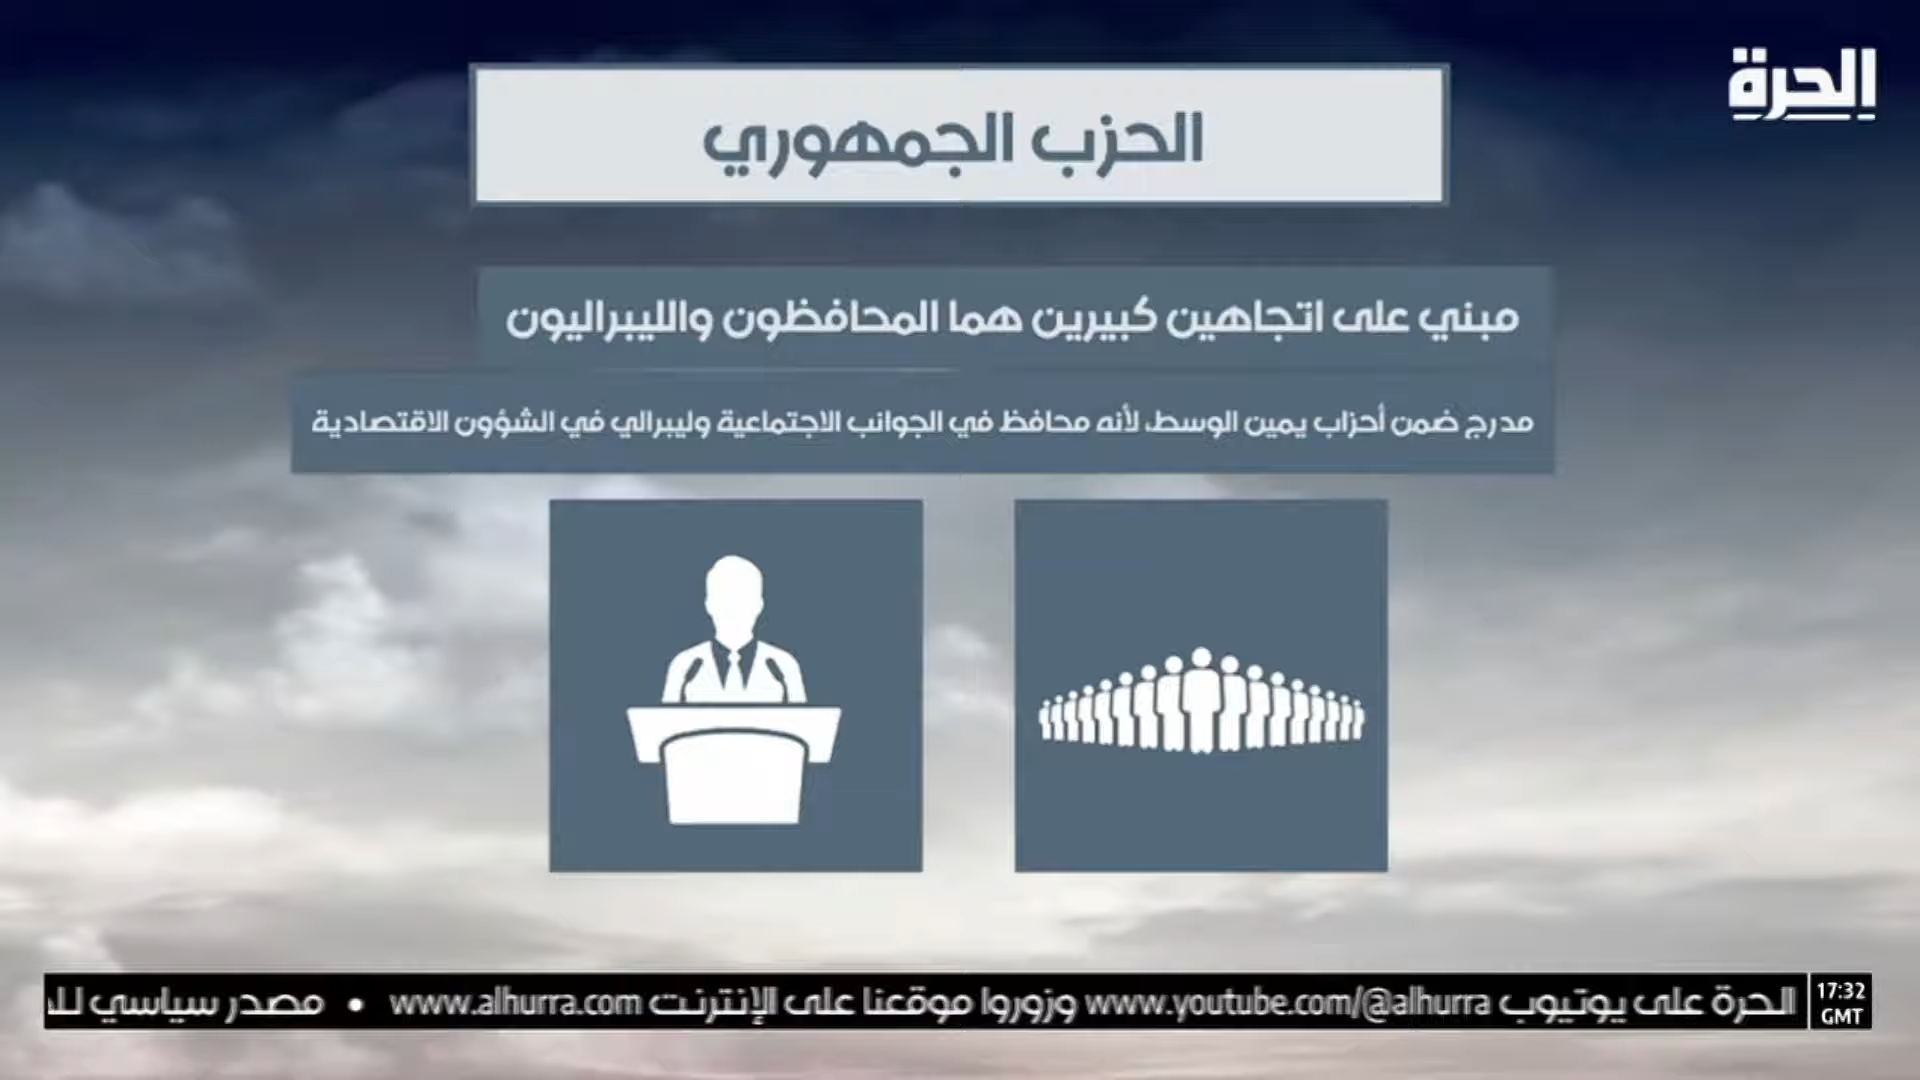 الحرة
الحزب الجمهوري
مبني على اتجاهين كبيرين هما المحافظون والليبراليون
مدرج ضمن أحزاب يمين الوسط، لأنه محافظ في الجوانب الاجتماعية وليبرالي في الشؤون الاقتصادية
الحرة على يوتيوب www.youtube.com/@alhurra وزوروا موقعنا على الإنترنت www.alhurra.com • مصدر سياسي
17:32
GMT